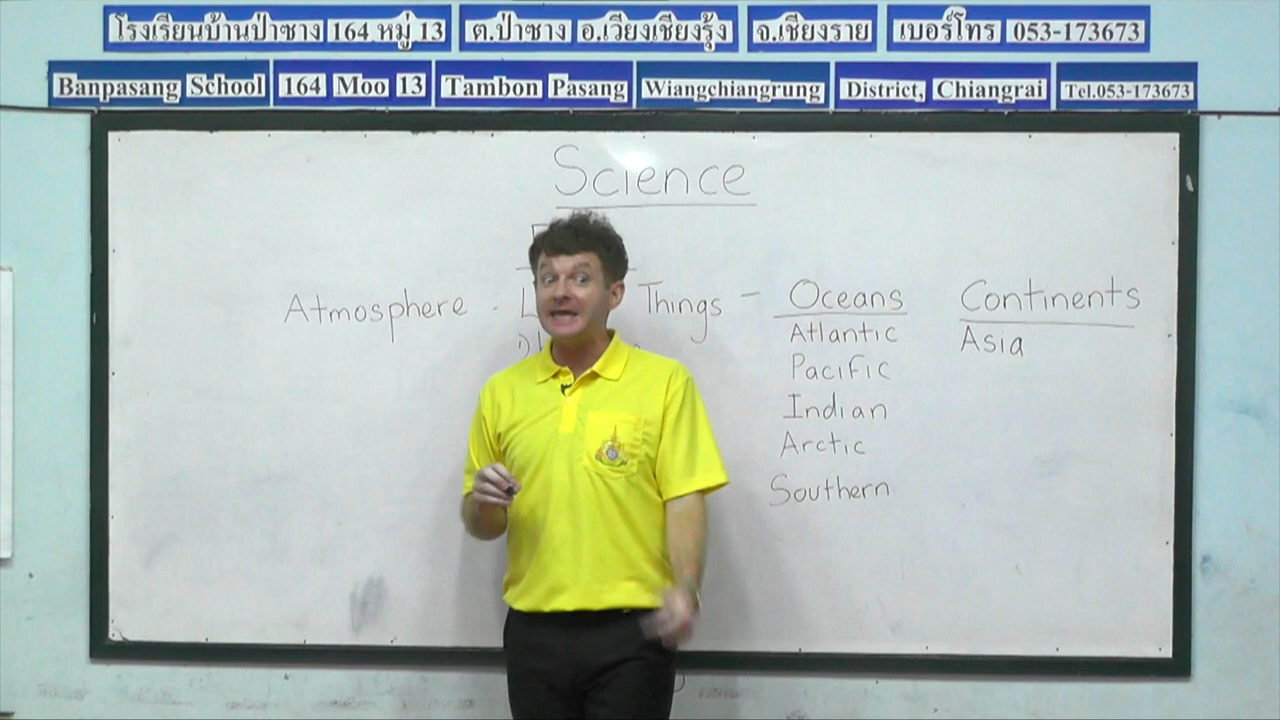 โรงเรียนบ้านป่าซาง 164 หมู่ 13 ต.ป่าซาง อ.เวียงเชียงรุ้ง จ.เชียงราย เบอร์โทร 053-173673
Banpasang School 164 Moo 13 Tambon Pasang Wiangchiangrung District, Chiangrai Tel.053-173673
Science
Atmosphere - Things - Oceans Continents
Atlantic Asia
Pacific
Indian
Arctic
Southern